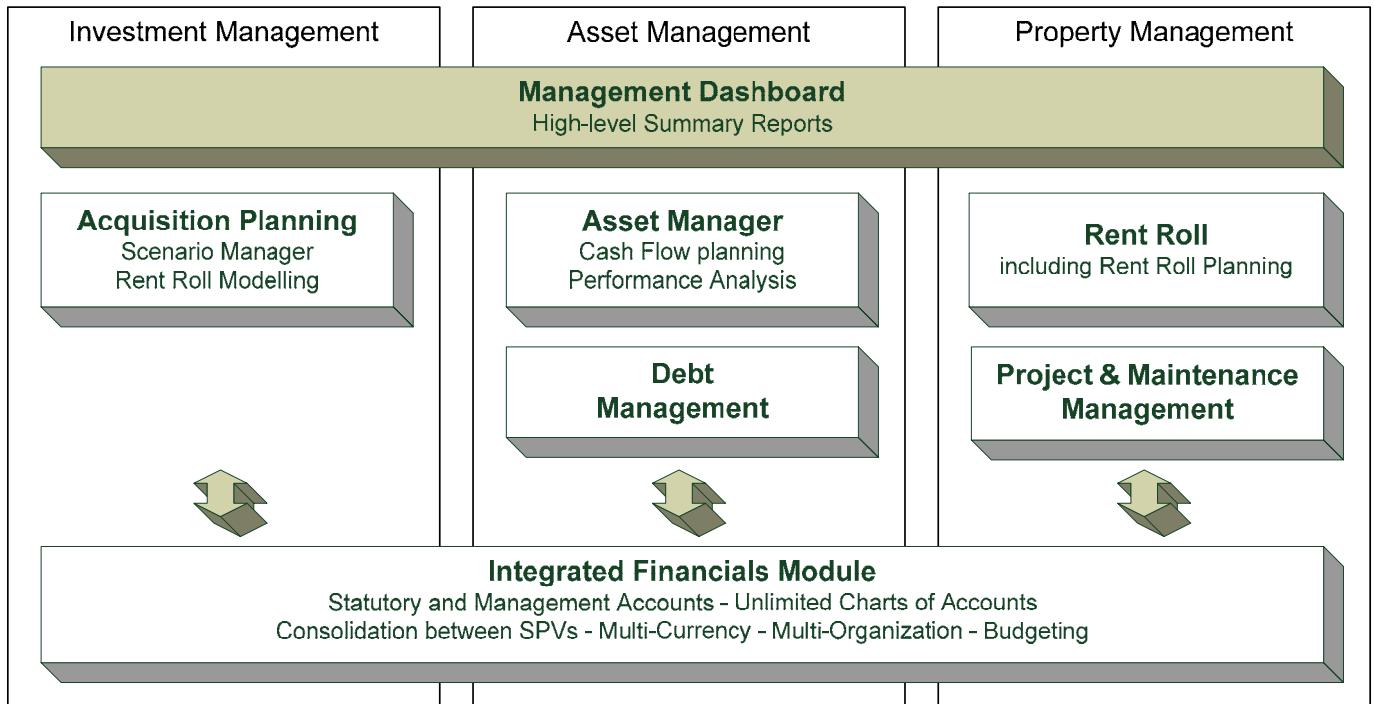 Investment Management
Asset Management
Property Management
Management Dashboard
High-level Summary Reports
Acquisition Planning
Scenario Manager
Rent Roll Modelling
Asset Manager
Cash Flow planning
Performance Analysis
Rent Roll
including Rent Roll Planning
Debt
Management
Project & Maintenance
Management
Integrated Financials Module
Statutory and Management Accounts - Unlimited Charts of Accounts
Consolidation between SPVs - Multi-Currency - Multi-Organization - Budgeting